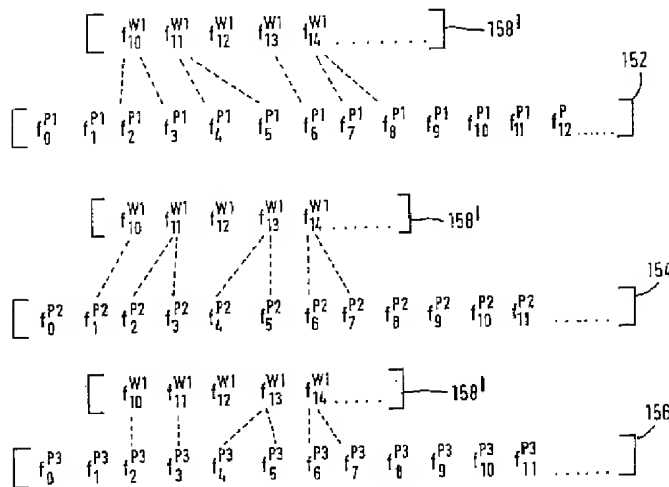 [ f₁₀^W1 f₁₁^W1 f₁₂^W1 f₁₃^W1 f₁₄^W1 ....... ] 158¹
152
[ f₀^P1 f₁^P1 f₂^P1 f₃^P1 f₄^P1 f₅^P1 f₆^P1 f₇^P1 f₈^P1 f₉^P1 f₁₀^P1 f₁₁^P1 f₁₂^P ...... ]
[ f₁₀^W1 f₁₁^W1 f₁₂^W1 f₁₃^W1 f₁₄^W1 ...... ] 158¹
154
[ f₀^P2 f₁^P2 f₂^P2 f₃^P2 f₄^P2 f₅^P2 f₆^P2 f₇^P2 f₈^P2 f₉^P2 f₁₀^P2 f₁₁^P2 ...... ]
[ f₁₀^W1 f₁₁^W1 f₁₂^W1 f₁₃^W1 f₁₄^W1 ...... ] 158¹
156
[ f₀^P3 f₁^P3 f₂^P3 f₃^P3 f₄^P3 f₅^P3 f₆^P3 f₇^P3 f₈^P3 f₉^P3 f₁₀^P3 f₁₁^P3 ...... ]